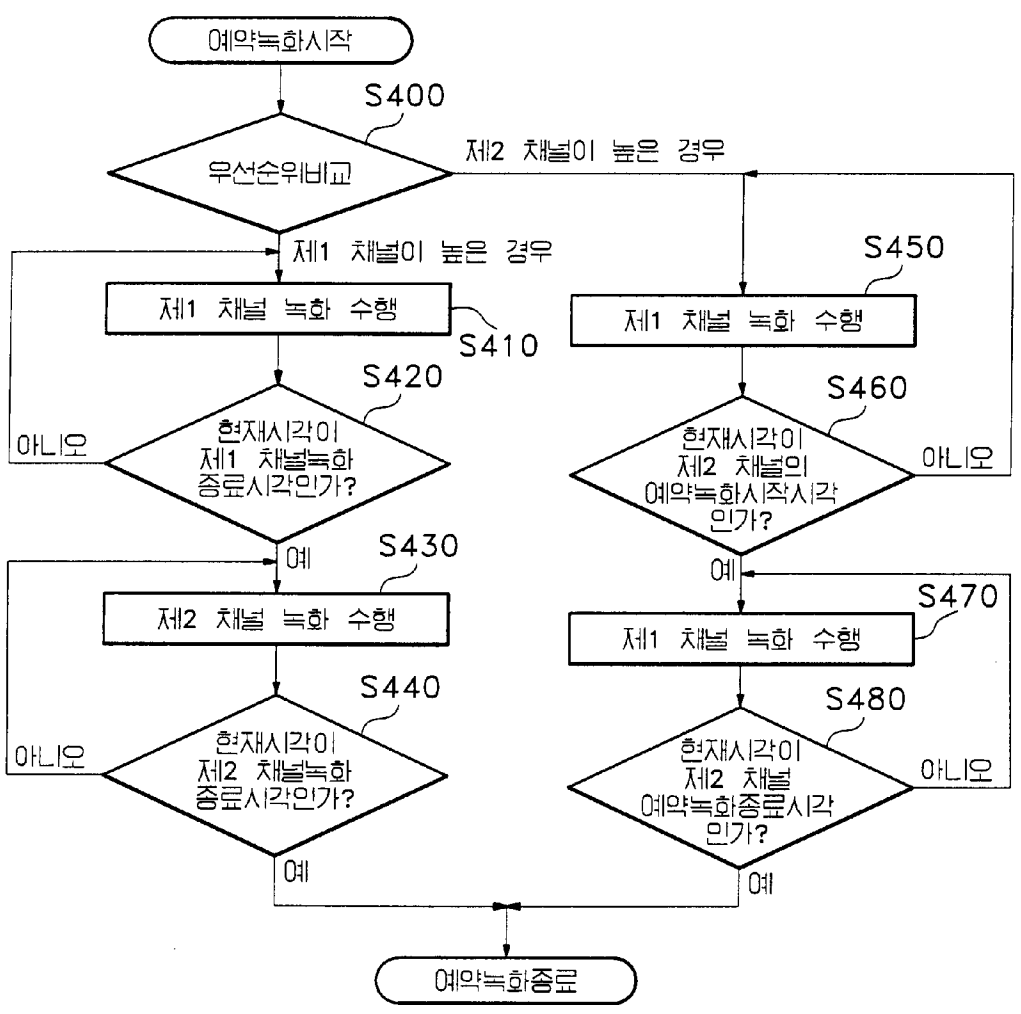 예약녹화시작
S400
우선순위비교
제2 채널이 높은 경우
제1 채널이 높은 경우
제1 채널 녹화 수행
S410
S450
제1 채널 녹화 수행
S420
현재시각이
제1 채널녹화
종료시각인가?
아니오
예
S460
현재시각이
제2 채널의
예약녹화시작시각
인가?
아니오
예
S430
제2 채널 녹화 수행
S470
제1 채널 녹화 수행
S440
현재시각이
제2 채널녹화
종료시각인가?
아니오
예
S480
현재시각이
제2 채널
예약녹화종료시각
인가?
아니오
예
예약녹화종료